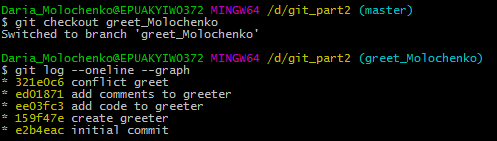 Daria_Molochenko@EPUAKYIW0372 MINGW64 /d/git_part2 (master)
$ git checkout greet_Molochenko
Switched to branch 'greet_Molochenko'
Daria_Molochenko@EPUAKYIW0372 MINGW64 /d/git_part2 (greet_Molochenko)
$ git log --oneline --graph
* 321e0c6 conflict greet
* ed01871 add comments to greeter
* ee03fc3 add code to greeter
* 159f47e create greeter
* e2b4eac initial commit